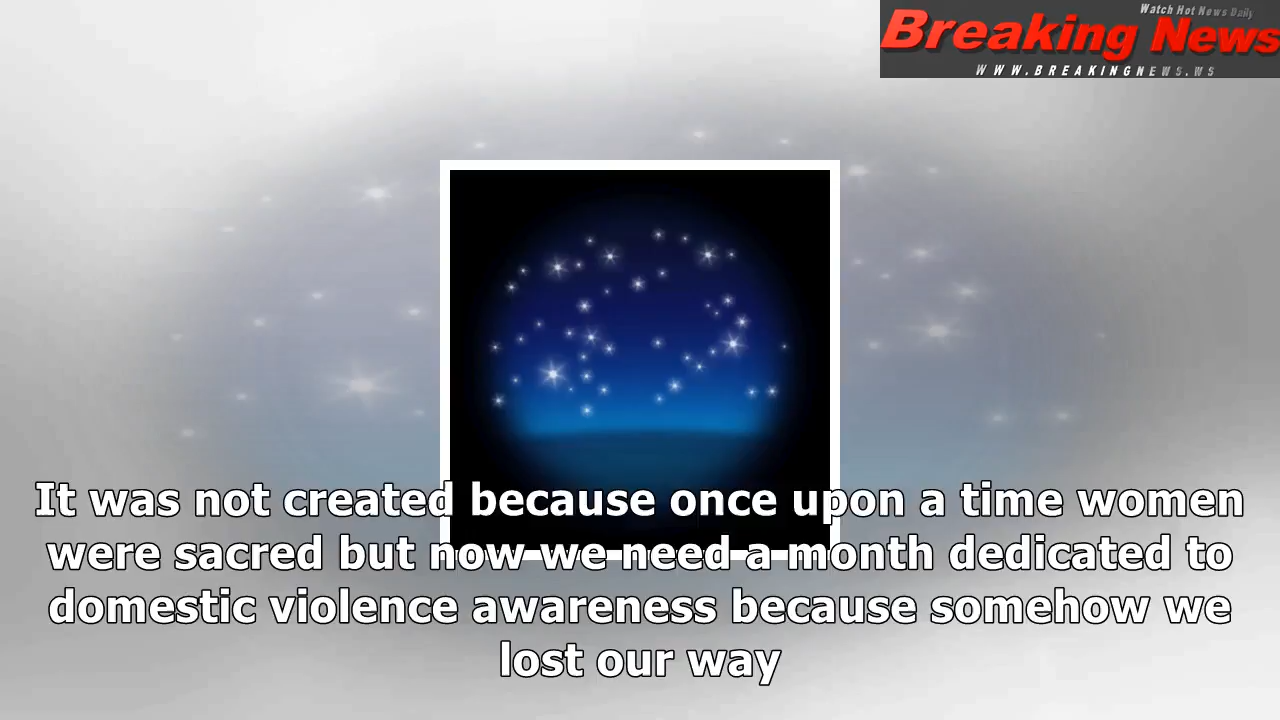 Watch Hot News Daily
Breaking News
WWW.BREAKINGNEWS.WS
It was not created because once upon a time women
were sacred but now we need a month dedicated to
domestic violence awareness because somehow we
lost our way